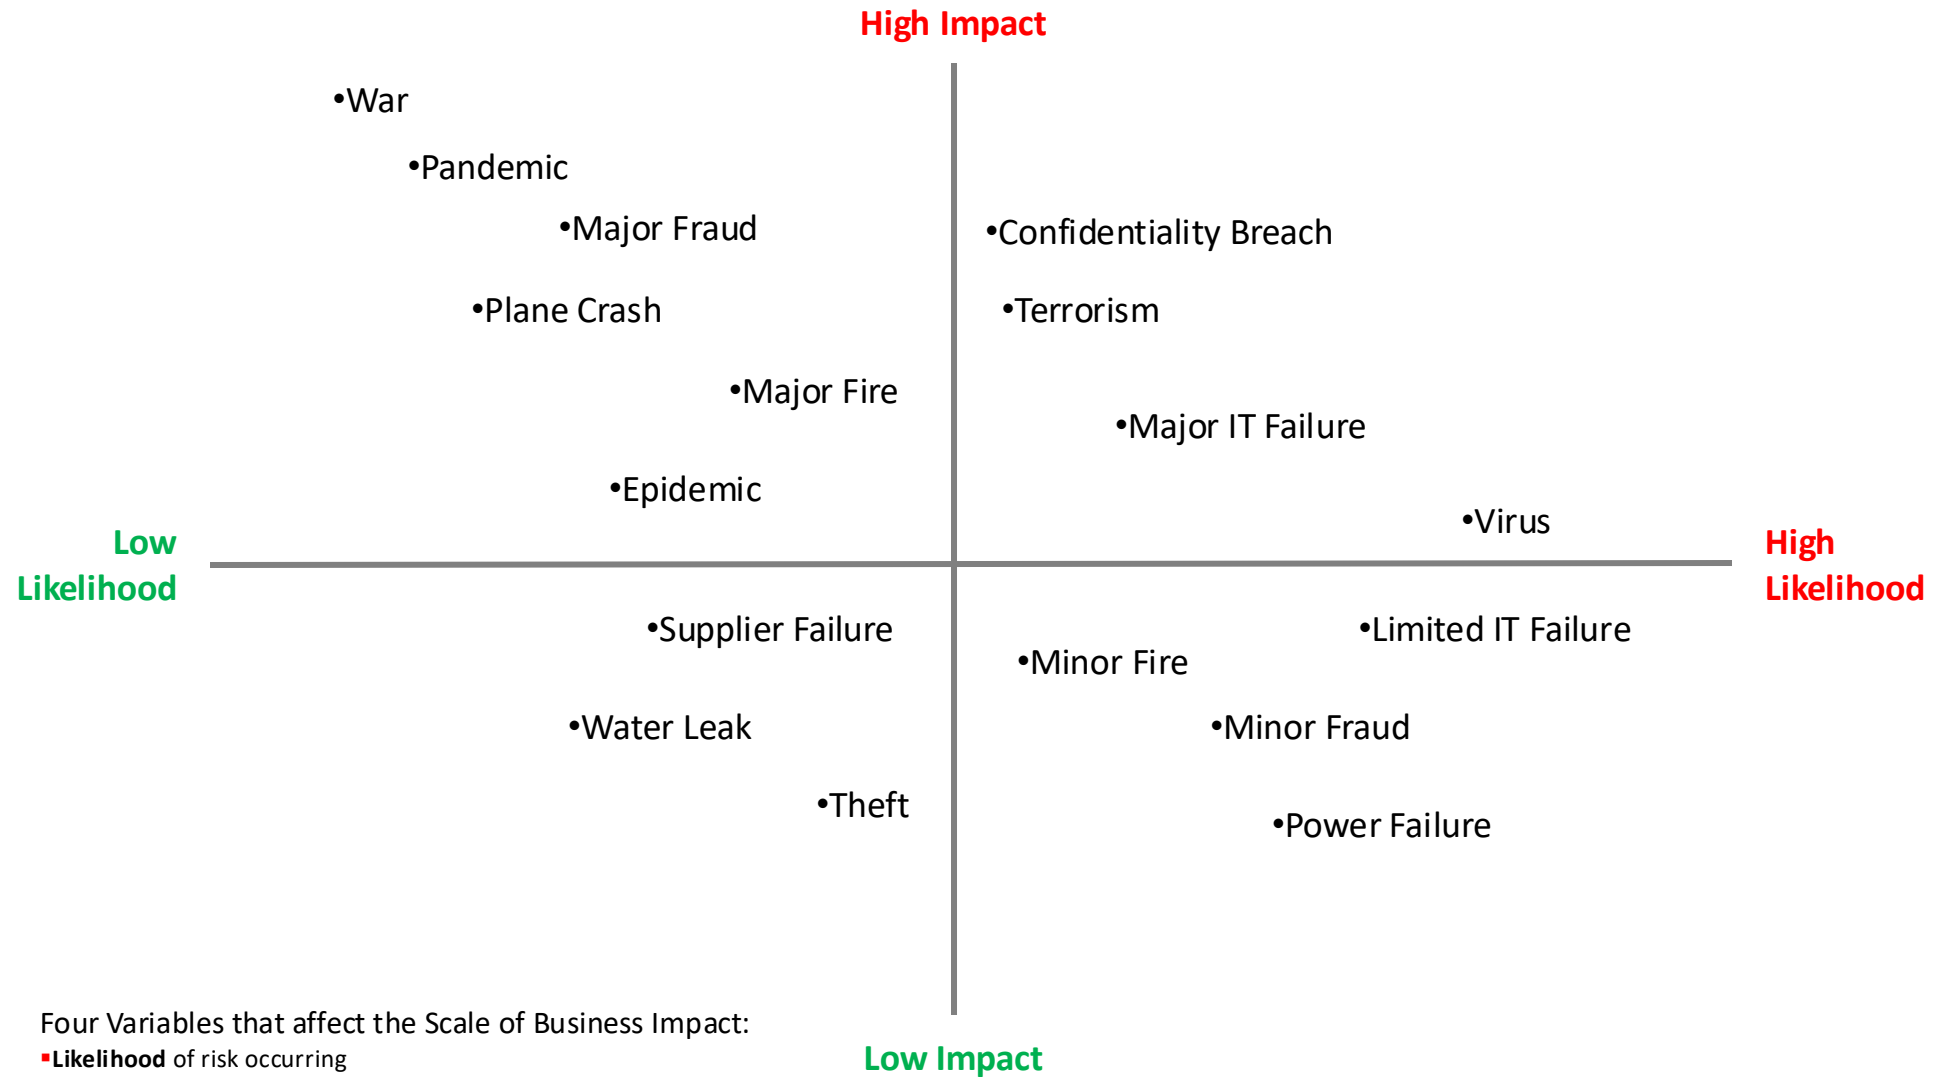 High Impact
•War
•Pandemic
•Major Fraud
•Confidentiality Breach
•Plane Crash
•Terrorism
•Major Fire
•Major IT Failure
•Epidemic
•Virus
Low
Likelihood
High
Likelihood
•Supplier Failure
•Limited IT Failure
•Minor Fire
•Water Leak
•Minor Fraud
•Theft
•Power Failure
Four Variables that affect the Scale of Business Impact:
▪Likelihood of risk occurring
Low Impact